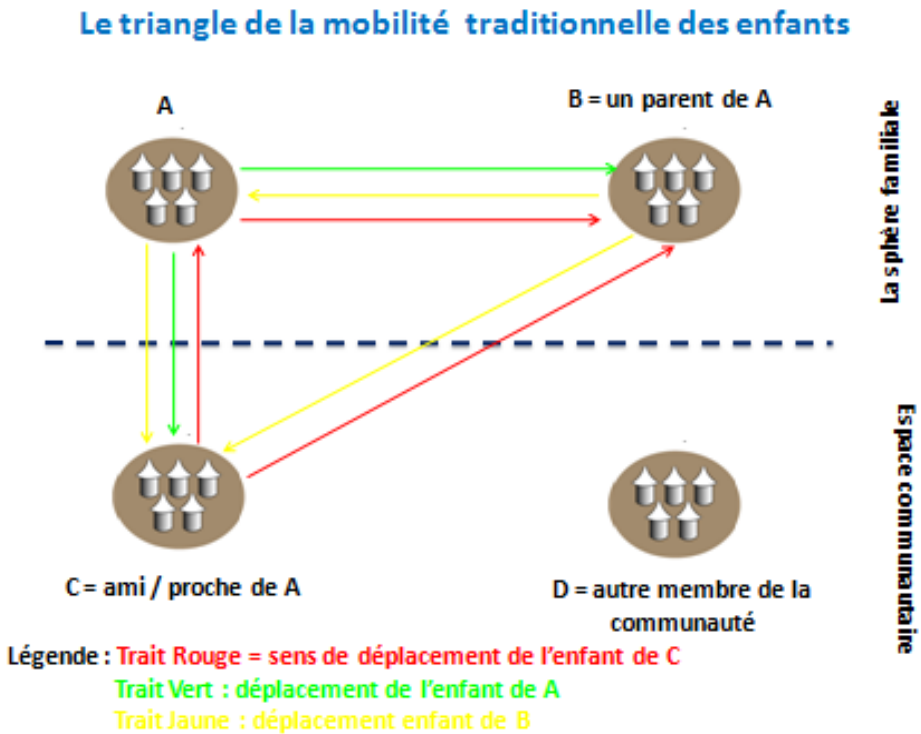 Le triangle de la mobilité traditionnelle des enfants
A
B = un parent de A
La sphère familiale
C = ami / proche de A
D = autre membre de la
communauté
Espace communautaire
Légende : Trait Rouge = sens de déplacement de l'enfant de C
Trait Vert : déplacement de l'enfant de A
Trait Jaune : déplacement enfant de B